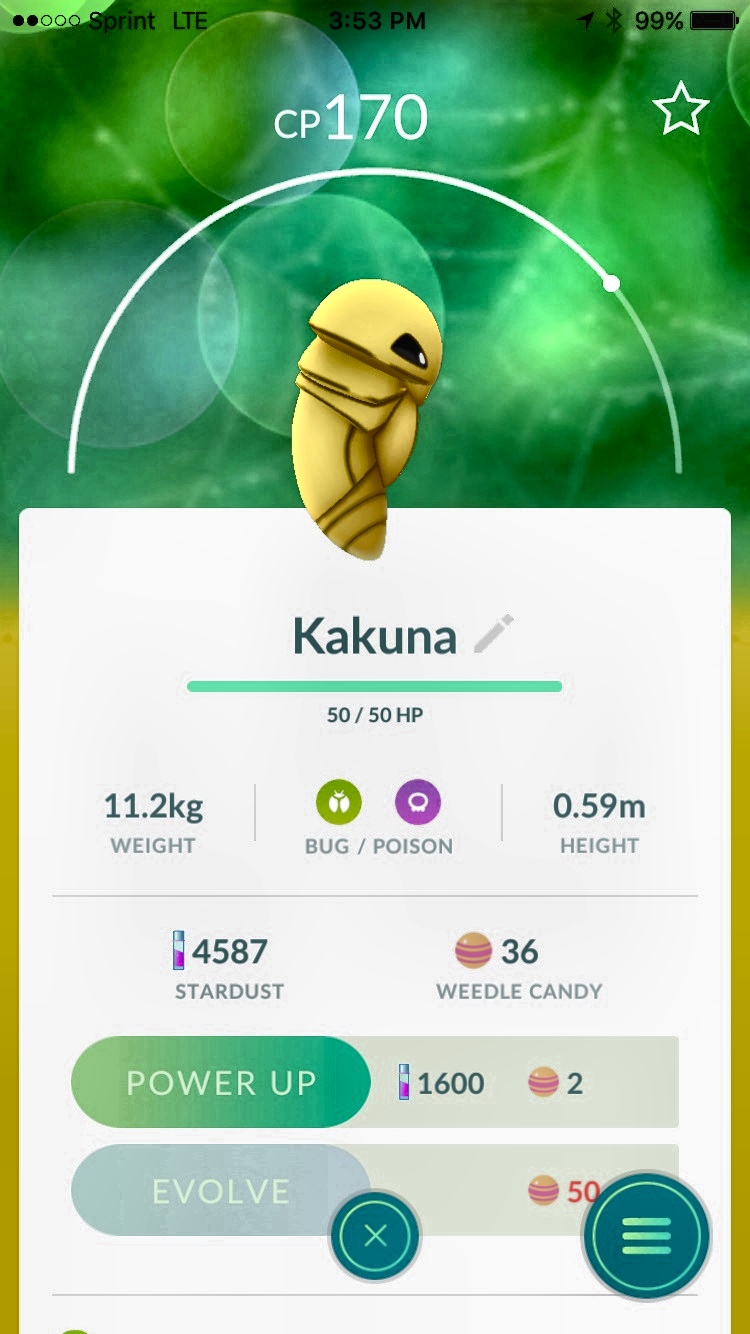 Sprint LTE 3:53 PM 99%
CP170
Kakuna
50 / 50 HP
11.2kg 0.59m
WEIGHT BUG / POISON HEIGHT
4587 36
STARDUST WEEDLE CANDY
POWER UP 1600 2
EVOLVE 50